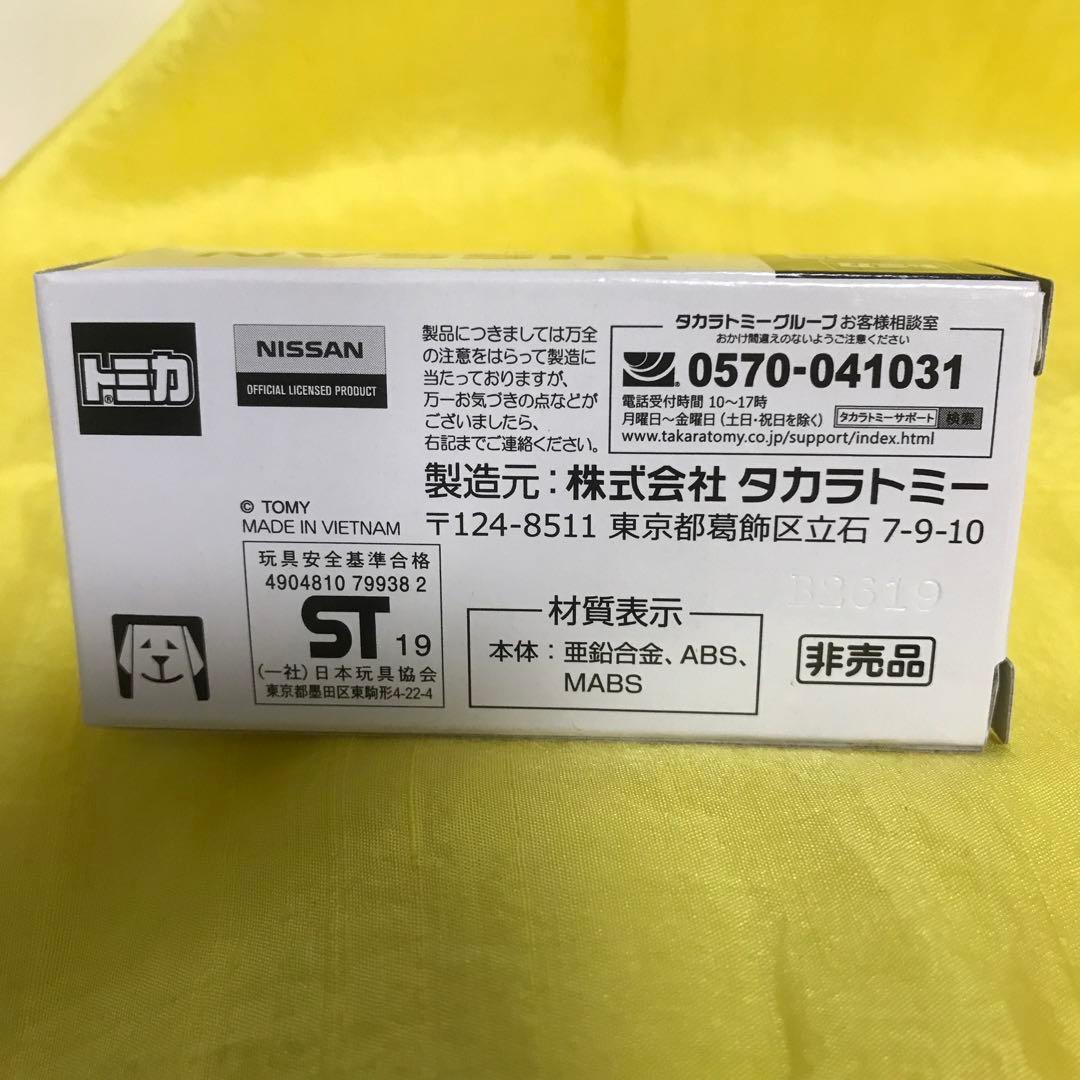 NISSAN
トミカ
®
NISSAN
OFFICIAL LICENSED PRODUCT
製品につきましては万全
の注意をはらって製造に
当たっておりますが、
万一お気づきの点などが
ございましたら、
右記までご連絡ください。
タカラトミーグループ お客様相談室
おかけ間違えのないようご注意ください
0570-041031
電話受付時間 10〜17時
月曜日〜金曜日 (土日・祝日を除く) タカラトミーサポート 検索
www.takaratomy.co.jp/support/index.html
製造元：株式会社 タカラトミー
〒124-8511 東京都葛飾区立石 7-9-10
© TOMY
MADE IN VIETNAM
玩具安全基準合格
4904810 79938 2
ST 19
(一社)日本玩具協会
東京都墨田区東駒形4-22-4
材質表示
本体：亜鉛合金、ABS、
MABS
B2619
非売品